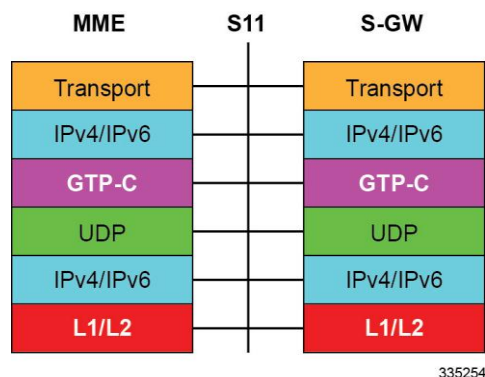 MME S11 S-GW
Transport Transport
IPv4/IPv6 IPv4/IPv6
GTP-C GTP-C
UDP UDP
IPv4/IPv6 IPv4/IPv6
L1/L2 L1/L2
335254